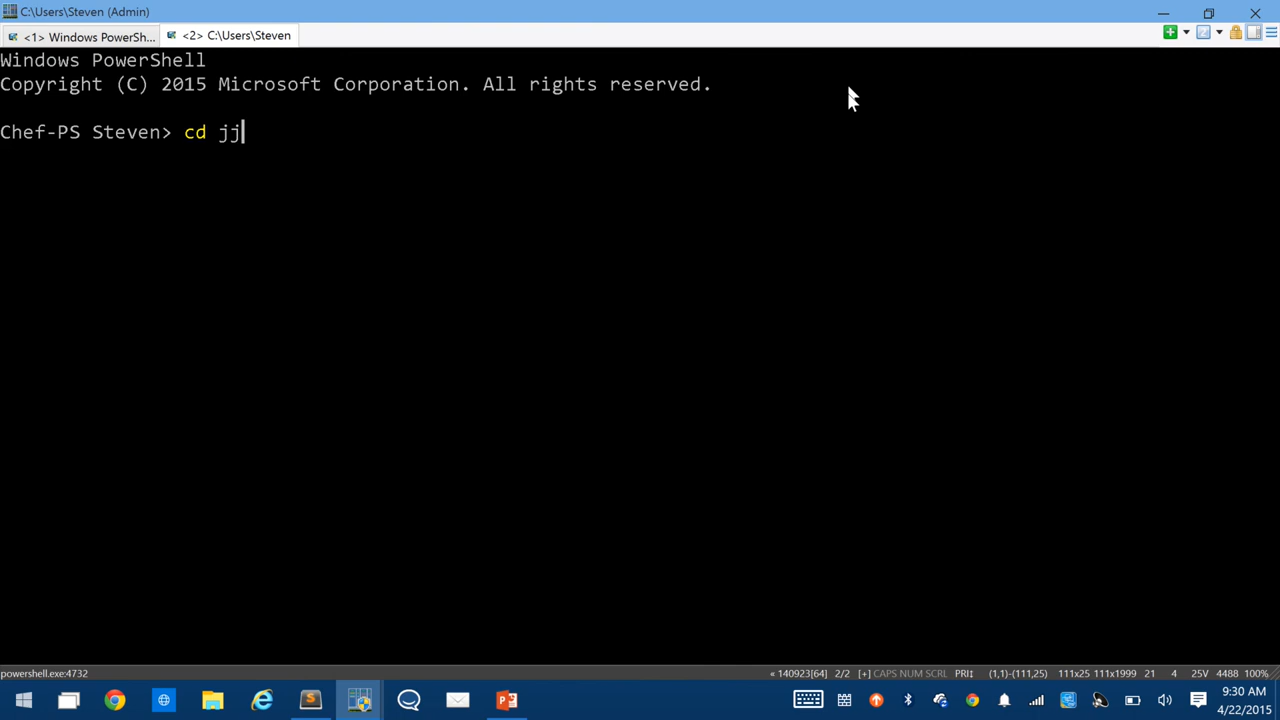 C:\Users\Steven (Admin)
<1> Windows PowerSh...
<2> C:\Users\Steven
Windows PowerShell
Copyright (C) 2015 Microsoft Corporation. All rights reserved.
Chef-PS Steven> cd jj
powershell.exe:4732
« 140923[64] 2/2 [+] CAPS NUM SCRL PRI↕ (1,1)-(111,25) 111x25 111x1999 21 4 25V 4488 100%
9:30 AM
4/22/2015